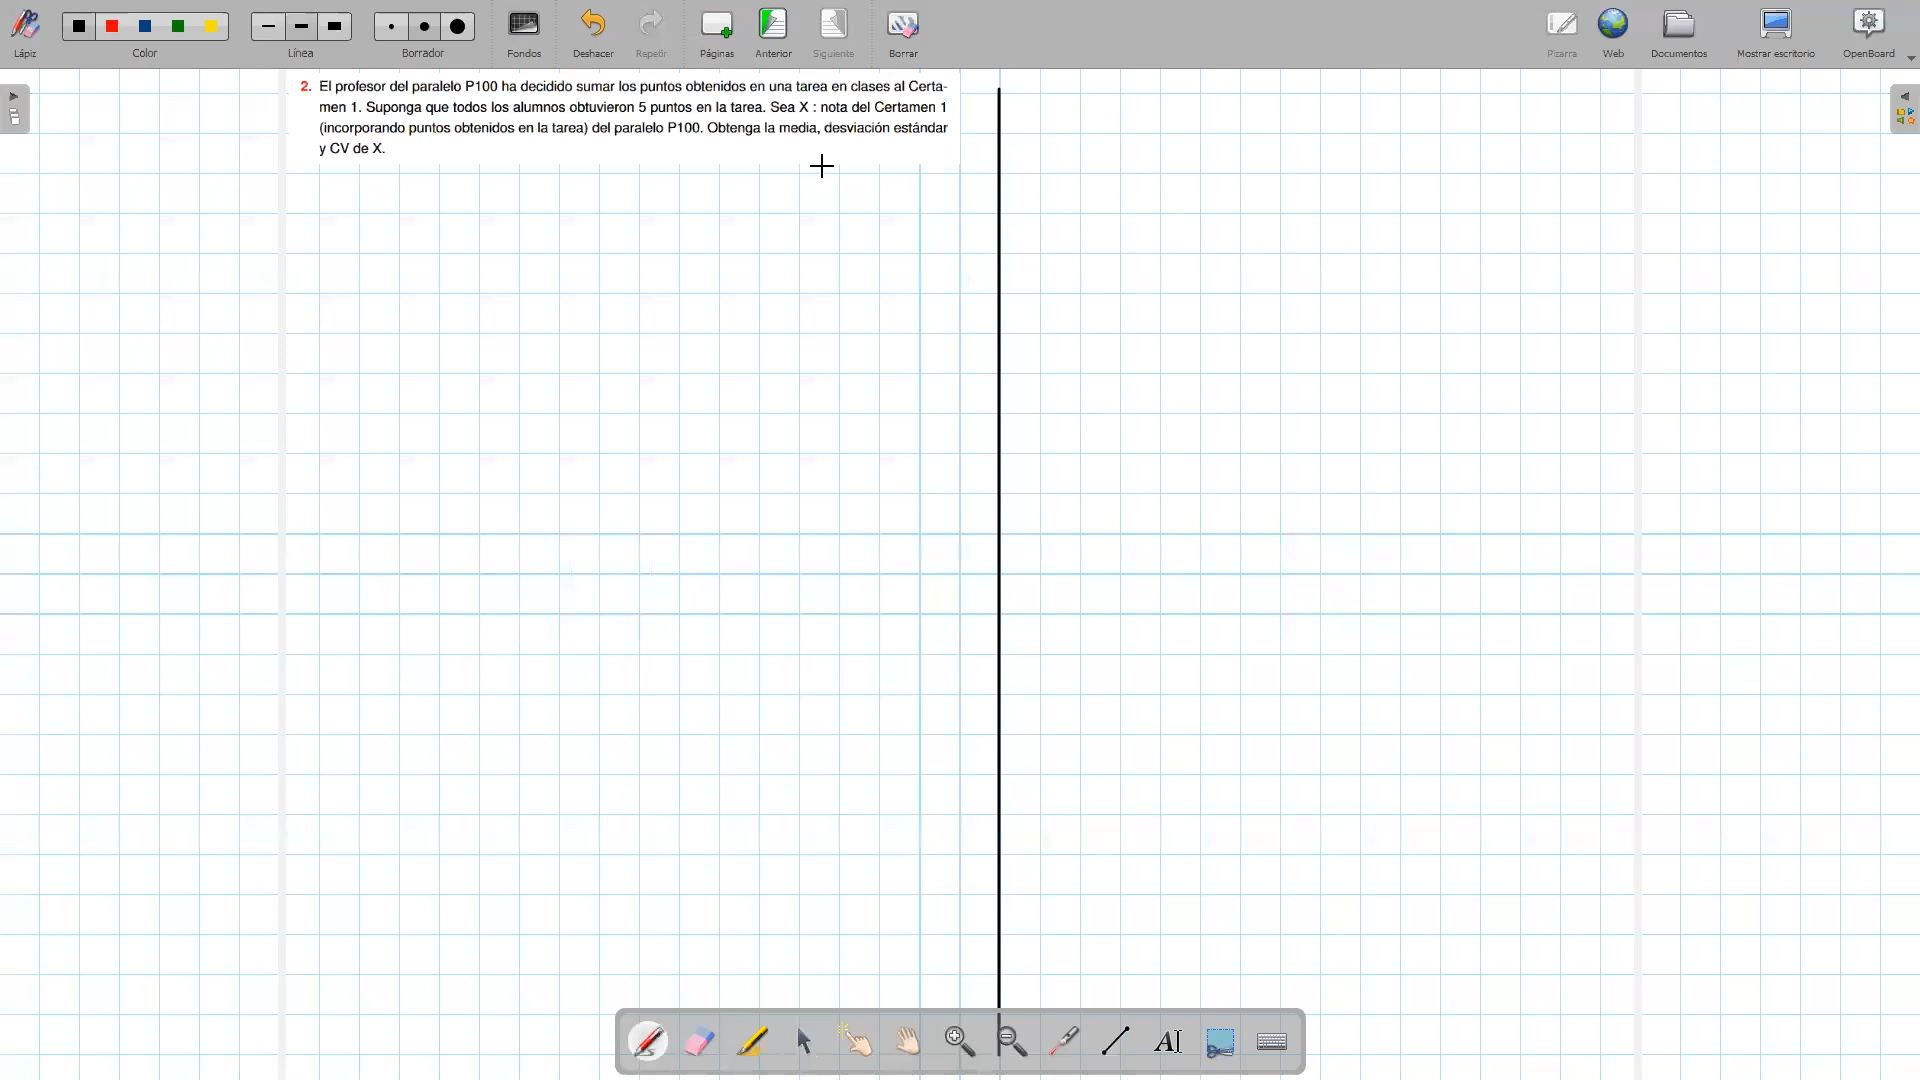 Lápiz
Color
Línea
Borrador
Fondos
Deshacer
Repetir
Páginas
Anterior
Siguiente
Borrar
Pizarra
Web
Documentos
Mostrar escritorio
OpenBoard
2. El profesor del paralelo P100 ha decidido sumar los puntos obtenidos en una tarea en clases al Certa-
men 1. Suponga que todos los alumnos obtuvieron 5 puntos en la tarea. Sea X : nota del Certamen 1
(incorporando puntos obtenidos en la tarea) del paralelo P100. Obtenga la media, desviación estándar
y CV de X.